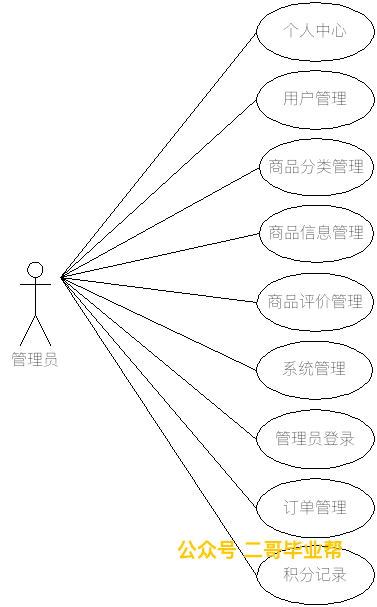 个人中心
用户管理
商品分类管理
商品信息管理
商品评价管理
管理员
系统管理
管理员登录
订单管理
公众号 二哥毕业帮
积分记录